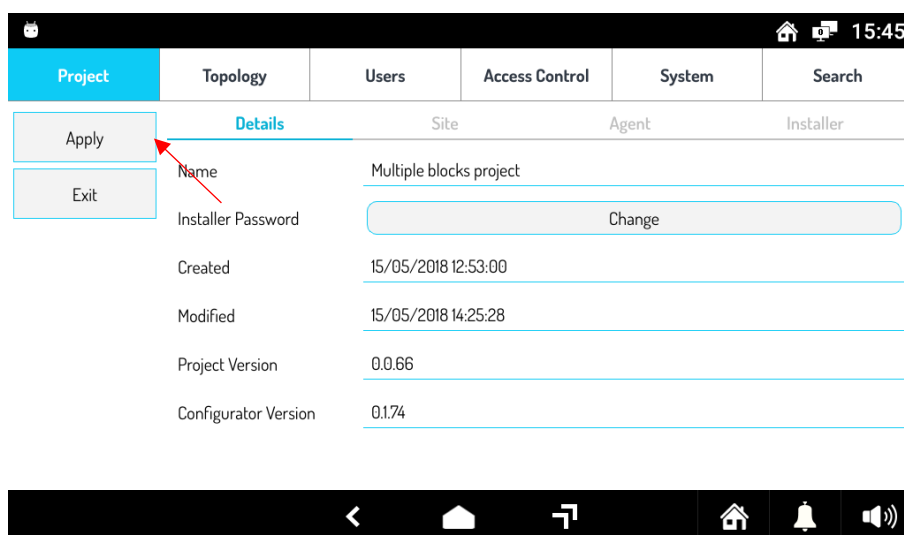 15:45
Project Topology Users Access Control System Search
Apply
Exit
Details Site Agent Installer
Name Multiple blocks project
Installer Password Change
Created 15/05/2018 12:53:00
Modified 15/05/2018 14:25:28
Project Version 0.0.66
Configurator Version 0.1.74